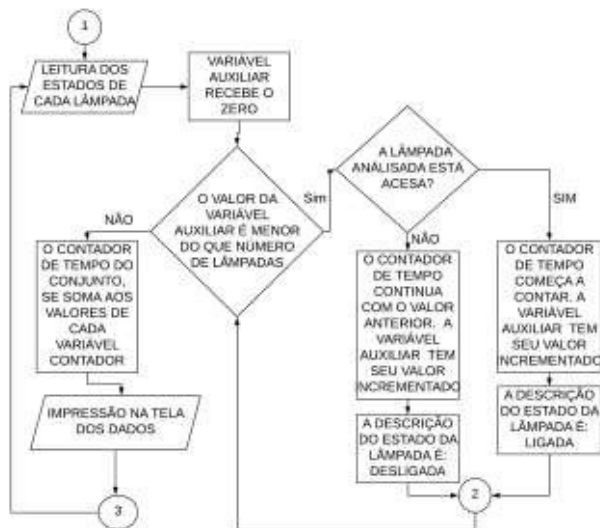 1
LEITURA DOS
ESTADOS DE
CADA LÂMPADA
VARIÁVEL
AUXILIAR
RECEBE O
ZERO
A LÂMPADA
ANALISADA ESTA
ACESA?
O VALOR DA
VARIÁVEL
AUXILIAR É MENOR
DO QUE NÚMERO
DE LÂMPADAS
Sim
NÃO
NÃO
SIM
O CONTADOR
DE TEMPO DO
CONJUNTO,
SE SOMA AOS
VALORES DE
CADA
VARIÁVEL
CONTADOR
O CONTADOR
DE TEMPO
CONTINUA
COM O VALOR
ANTERIOR. A
VARIÁVEL
AUXILIAR TEM
SEU VALOR
INCREMENTADO
O CONTADOR
DE TEMPO
COMEÇA A
CONTAR. A
VARIÁVEL
AUXILIAR TEM
SEU VALOR
INCREMENTADO
IMPRESSÃO NA TELA
DOS DADOS
A DESCRIÇÃO
DO ESTADO DA
LÂMPADA É:
DESLIGADA
A DESCRIÇÃO
DO ESTADO DA
LÂMPADA É:
LIGADA
3
2